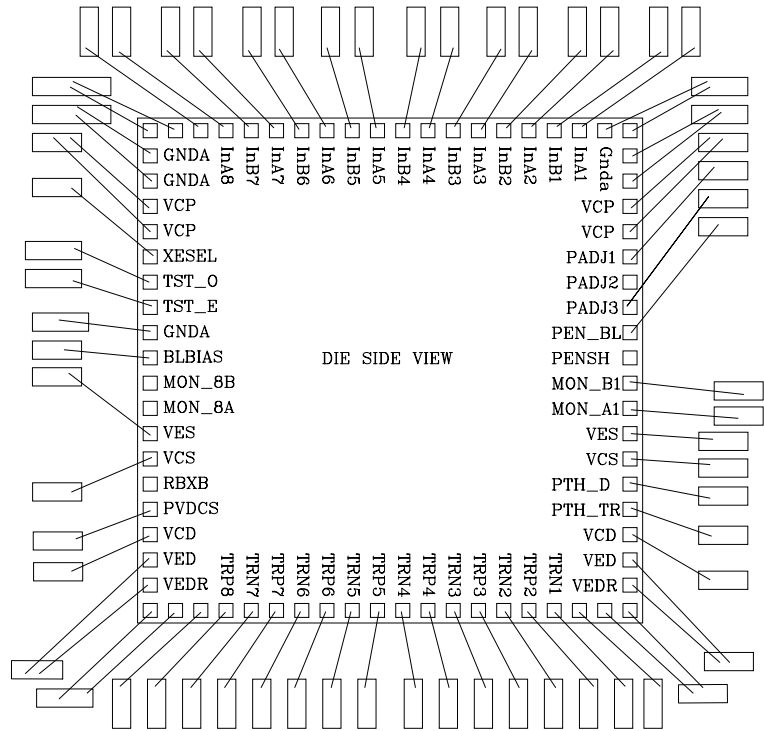 InA8
InB7
InA7
InB6
InA6
InB5
InA5
InB4
InA4
InB3
InA3
InB2
InA2
InB1
InA1
Gnda
GNDA
GNDA
VCP
VCP
XESEL
TST_O
TST_E
GNDA
BLBIAS
MON_8B
MON_8A
VES
VCS
RBXB
PVDCS
VCD
VED
VEDR
DIE SIDE VIEW
VCP
VCP
PADJ1
PADJ2
PADJ3
PEN_BL
PENSH
MON_B1
MON_A1
VES
VCS
PTH_D
PTH_TR
VCD
VED
VEDR
TRP8
TRN7
TRP7
TRN6
TRP6
TRN5
TRP5
TRN4
TRP4
TRN3
TRP3
TRN2
TRP2
TRN1